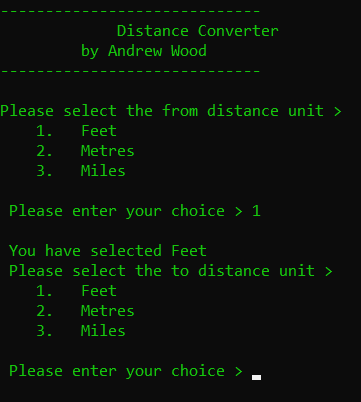 -----------------------------
Distance Converter
by Andrew Wood
-----------------------------
Please select the from distance unit >
1. Feet
2. Metres
3. Miles
Please enter your choice > 1
You have selected Feet
Please select the to distance unit >
1. Feet
2. Metres
3. Miles
Please enter your choice >